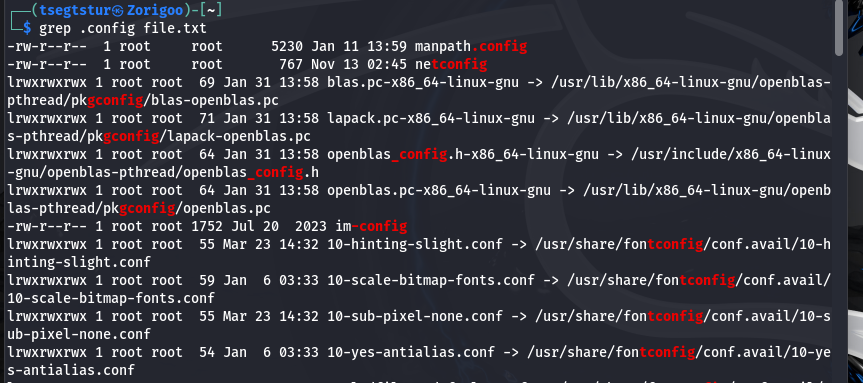 ┌──(tsegtstur㉿ Zorigoo)-[~]
└─$ grep .config file.txt
-rw-r--r--  1 root     root      5230 Jan 11 13:59 manpath.config
-rw-r--r--  1 root     root       767 Nov 13 02:45 netconfig
lrwxrwxrwx 1 root root  69 Jan 31 13:58 blas.pc-x86_64-linux-gnu -> /usr/lib/x86_64-linux-gnu/openblas-
pthread/pkgconfig/blas-openblas.pc
lrwxrwxrwx 1 root root  71 Jan 31 13:58 lapack.pc-x86_64-linux-gnu -> /usr/lib/x86_64-linux-gnu/openbla
s-pthread/pkgconfig/lapack-openblas.pc
lrwxrwxrwx 1 root root  64 Jan 31 13:58 openblas_config.h-x86_64-linux-gnu -> /usr/include/x86_64-linux
-gnu/openblas-pthread/openblas_config.h
lrwxrwxrwx 1 root root  64 Jan 31 13:58 openblas.pc-x86_64-linux-gnu -> /usr/lib/x86_64-linux-gnu/openb
las-pthread/pkgconfig/openblas.pc
-rw-r--r-- 1 root root 1752 Jul 20  2023 im-config
lrwxrwxrwx 1 root root  55 Mar 23 14:32 10-hinting-slight.conf -> /usr/share/fontconfig/conf.avail/10-h
inting-slight.conf
lrwxrwxrwx 1 root root  59 Jan  6 03:33 10-scale-bitmap-fonts.conf -> /usr/share/fontconfig/conf.avail/
10-scale-bitmap-fonts.conf
lrwxrwxrwx 1 root root  55 Mar 23 14:32 10-sub-pixel-none.conf -> /usr/share/fontconfig/conf.avail/10-s
ub-pixel-none.conf
lrwxrwxrwx 1 root root  54 Jan  6 03:33 10-yes-antialias.conf -> /usr/share/fontconfig/conf.avail/10-ye
s-antialias.conf